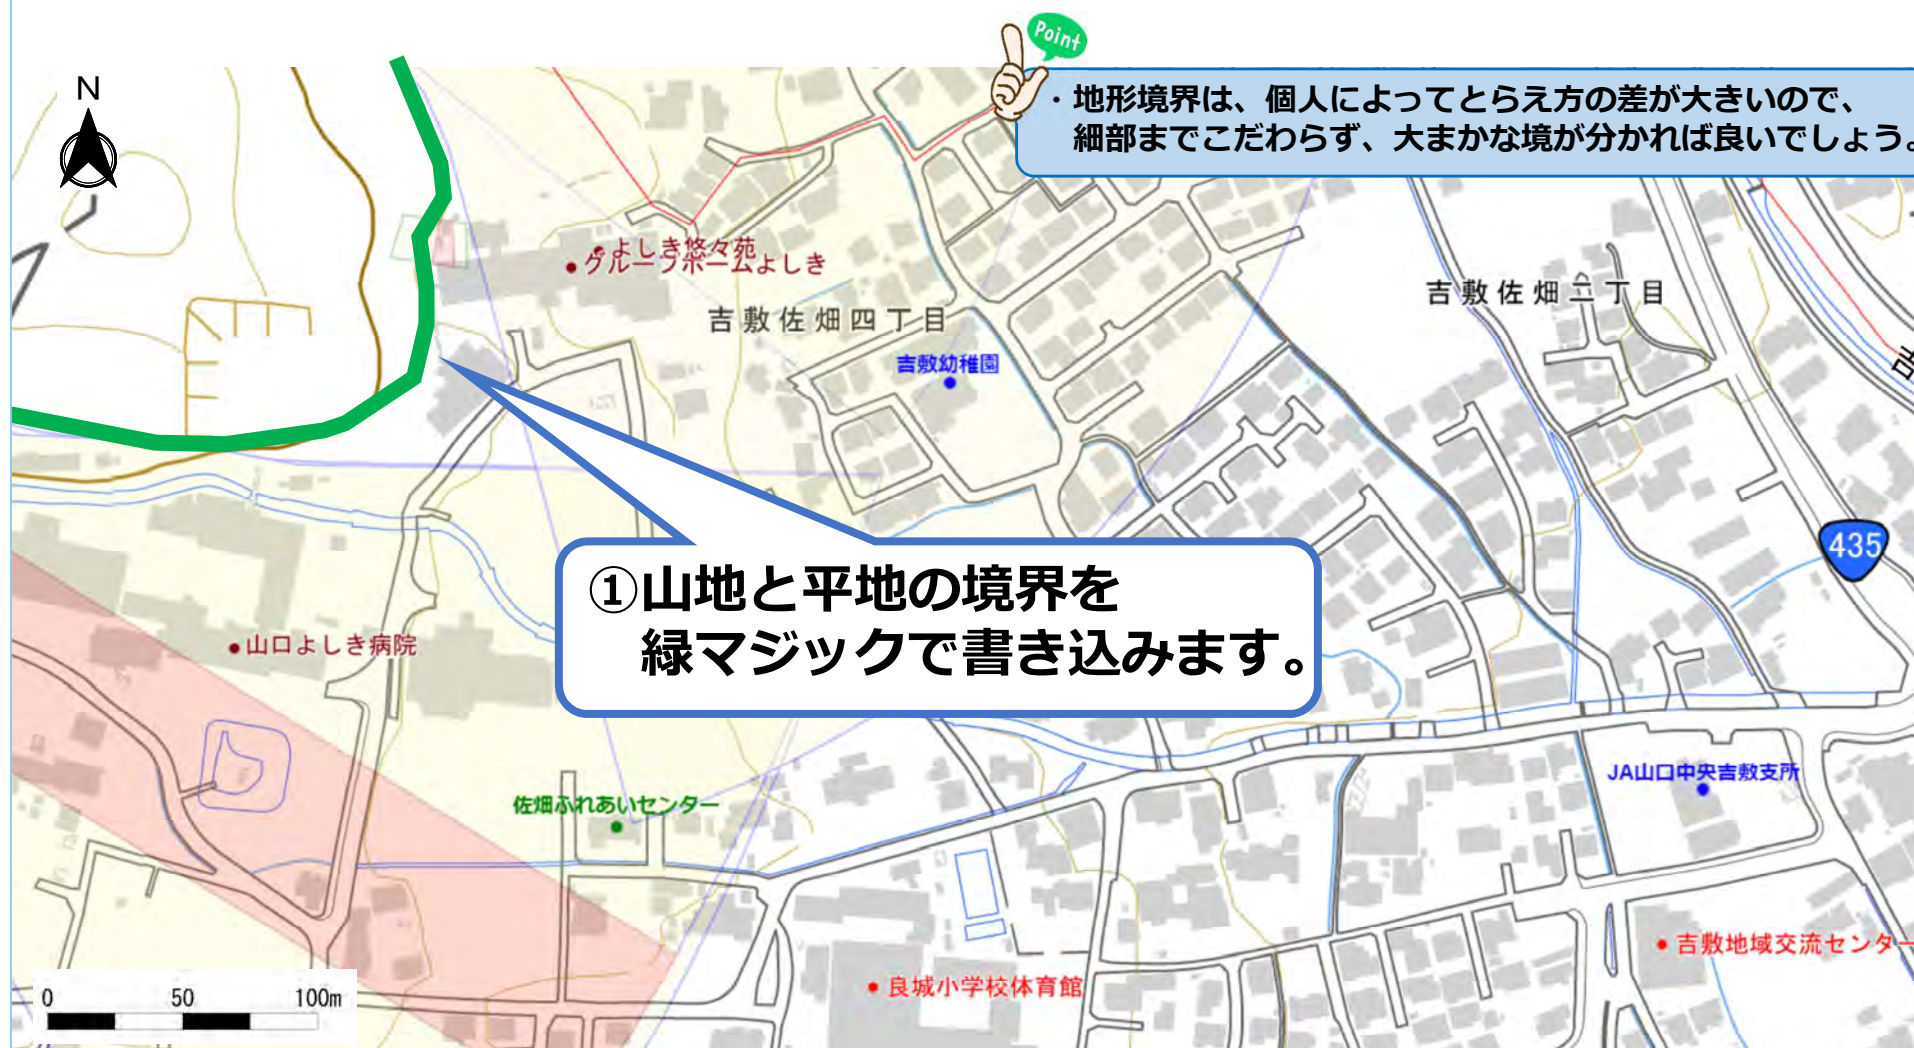 Point
・地形境界は、個人によってとらえ方の差が大きいので、
細部までこだわらず、大まかな境が分かれば良いでしょう。
N
よしき悠々苑
グループホームよしき
吉敷佐畑四丁目
吉敷幼稚園
吉敷佐畑三丁目
吉
435
①山地と平地の境界を
緑マジックで書き込みます。
山口よしき病院
佐畑ふれあいセンター
JA山口中央吉敷支所
吉敷地域交流センター
良城小学校体育館
0 50 100m